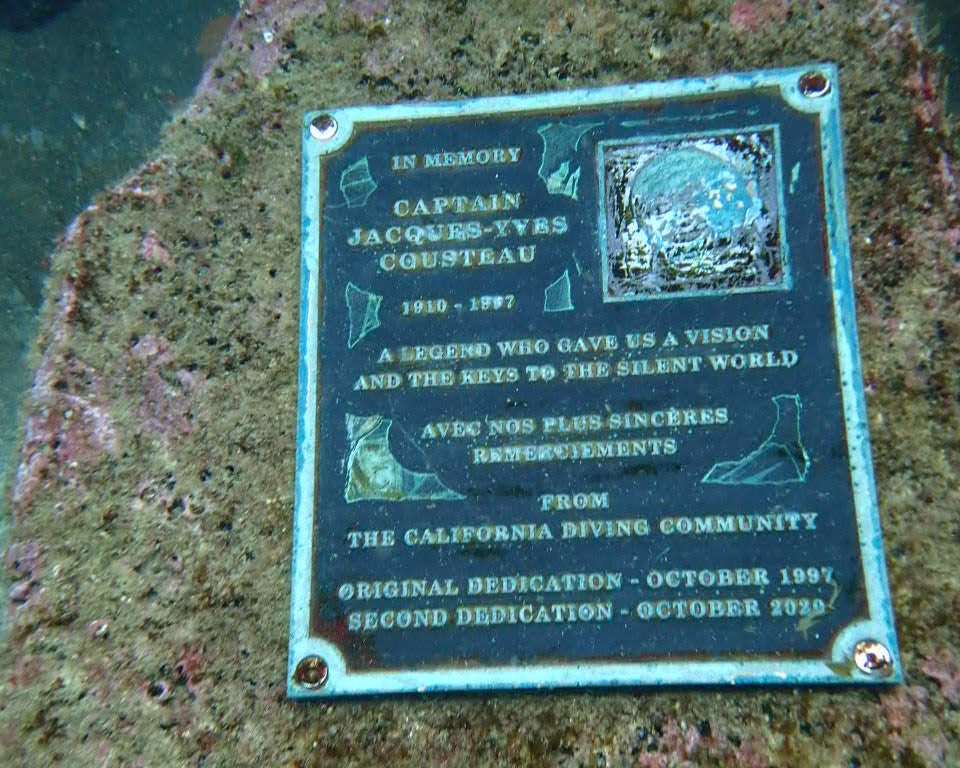 IN MEMORY
CAPTAIN
JACQUES-YVES
COUSTEAU
1910 - 1997
A LEGEND WHO GAVE US A VISION
AND THE KEYS TO THE SILENT WORLD
AVEC NOS PLUS SINCÈRES
REMERCIEMENTS
FROM
THE CALIFORNIA DIVING COMMUNITY
ORIGINAL DEDICATION - OCTOBER 1997
SECOND DEDICATION - OCTOBER 2020